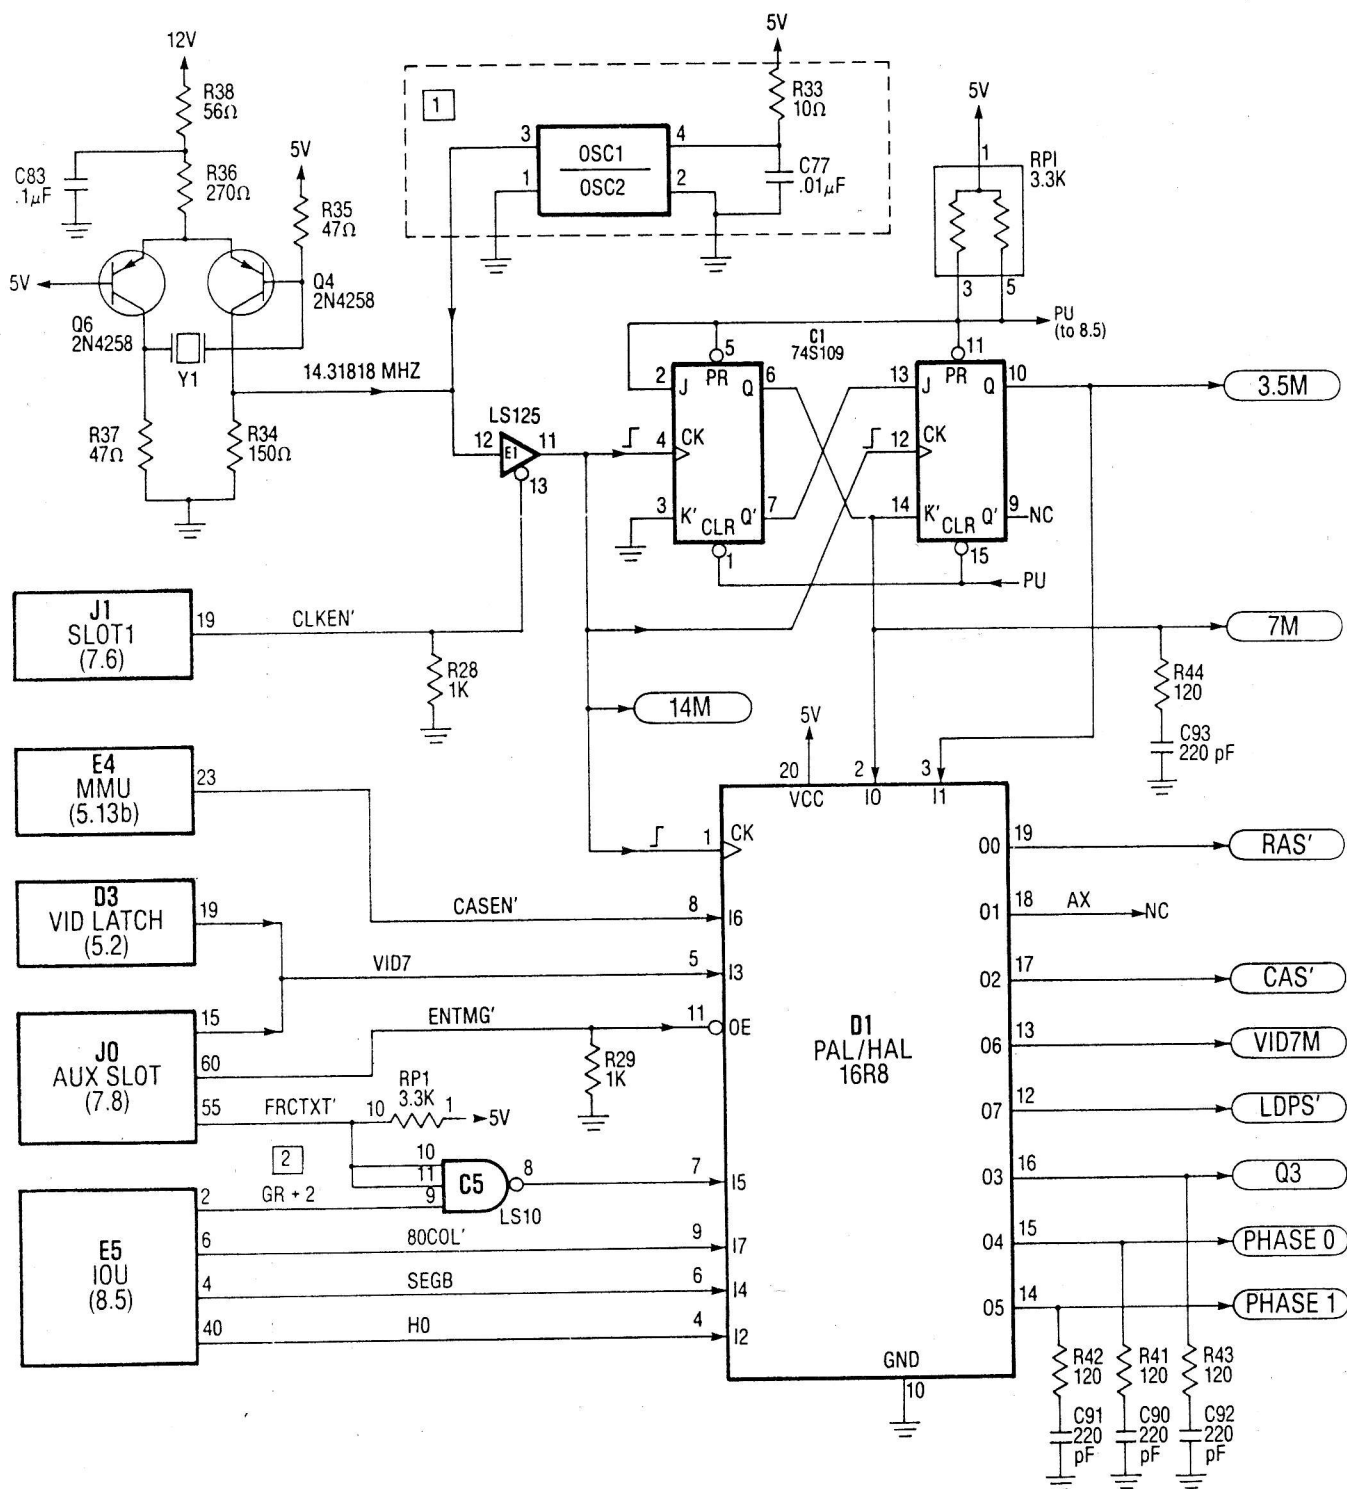 12V
R38
56Ω
C83
.1μF
R36
270Ω
5V
R35
47Ω
5V
Q4
2N4258
Q6
2N4258
Y1
14.31818 MHZ
R37
47Ω
R34
150Ω
1
5V
R33
10Ω
3
4
OSC1
OSC2
1
2
C77
.01μF
5V
1
RPI
3.3K
3
5
PU
(to 8.5)
C1
74S109
5
PR
2
J
Q
6
4
CK
3
K'
CLR
Q'
7
1
11
PR
13
J
Q
10
12
CK
14
K'
CLR
Q'
9
NC
15
PU
3.5M
LS125
12
E1
11
13
J1
SLOT1
(7.6)
19
CLKEN'
R28
1K
7M
R44
120
C93
220 pF
14M
5V
20
VCC
2
I0
3
I1
E4
MMU
(5.13b)
23
1
CK
00
19
RAS'
D3
VID LATCH
(5.2)
19
CASEN'
8
I6
01
18
AX
NC
VID7
5
I3
02
17
CAS'
J0
AUX SLOT
(7.8)
15
60
55
ENTMG'
11
OE
R29
1K
D1
PAL/HAL
16R8
06
13
VID7M
FRCTXT'
10
RP1
3.3K
1
5V
07
12
LDPS'
2
10
11
9
C5
8
LS10
7
I5
03
16
Q3
E5
IOU
(8.5)
2
GR + 2
6
80COL'
9
I7
04
15
PHASE 0
4
SEGB
6
I4
05
14
PHASE 1
40
H0
4
I2
GND
10
R42
120
R41
120
R43
120
C91
220
pF
C90
220
pF
C92
220
pF